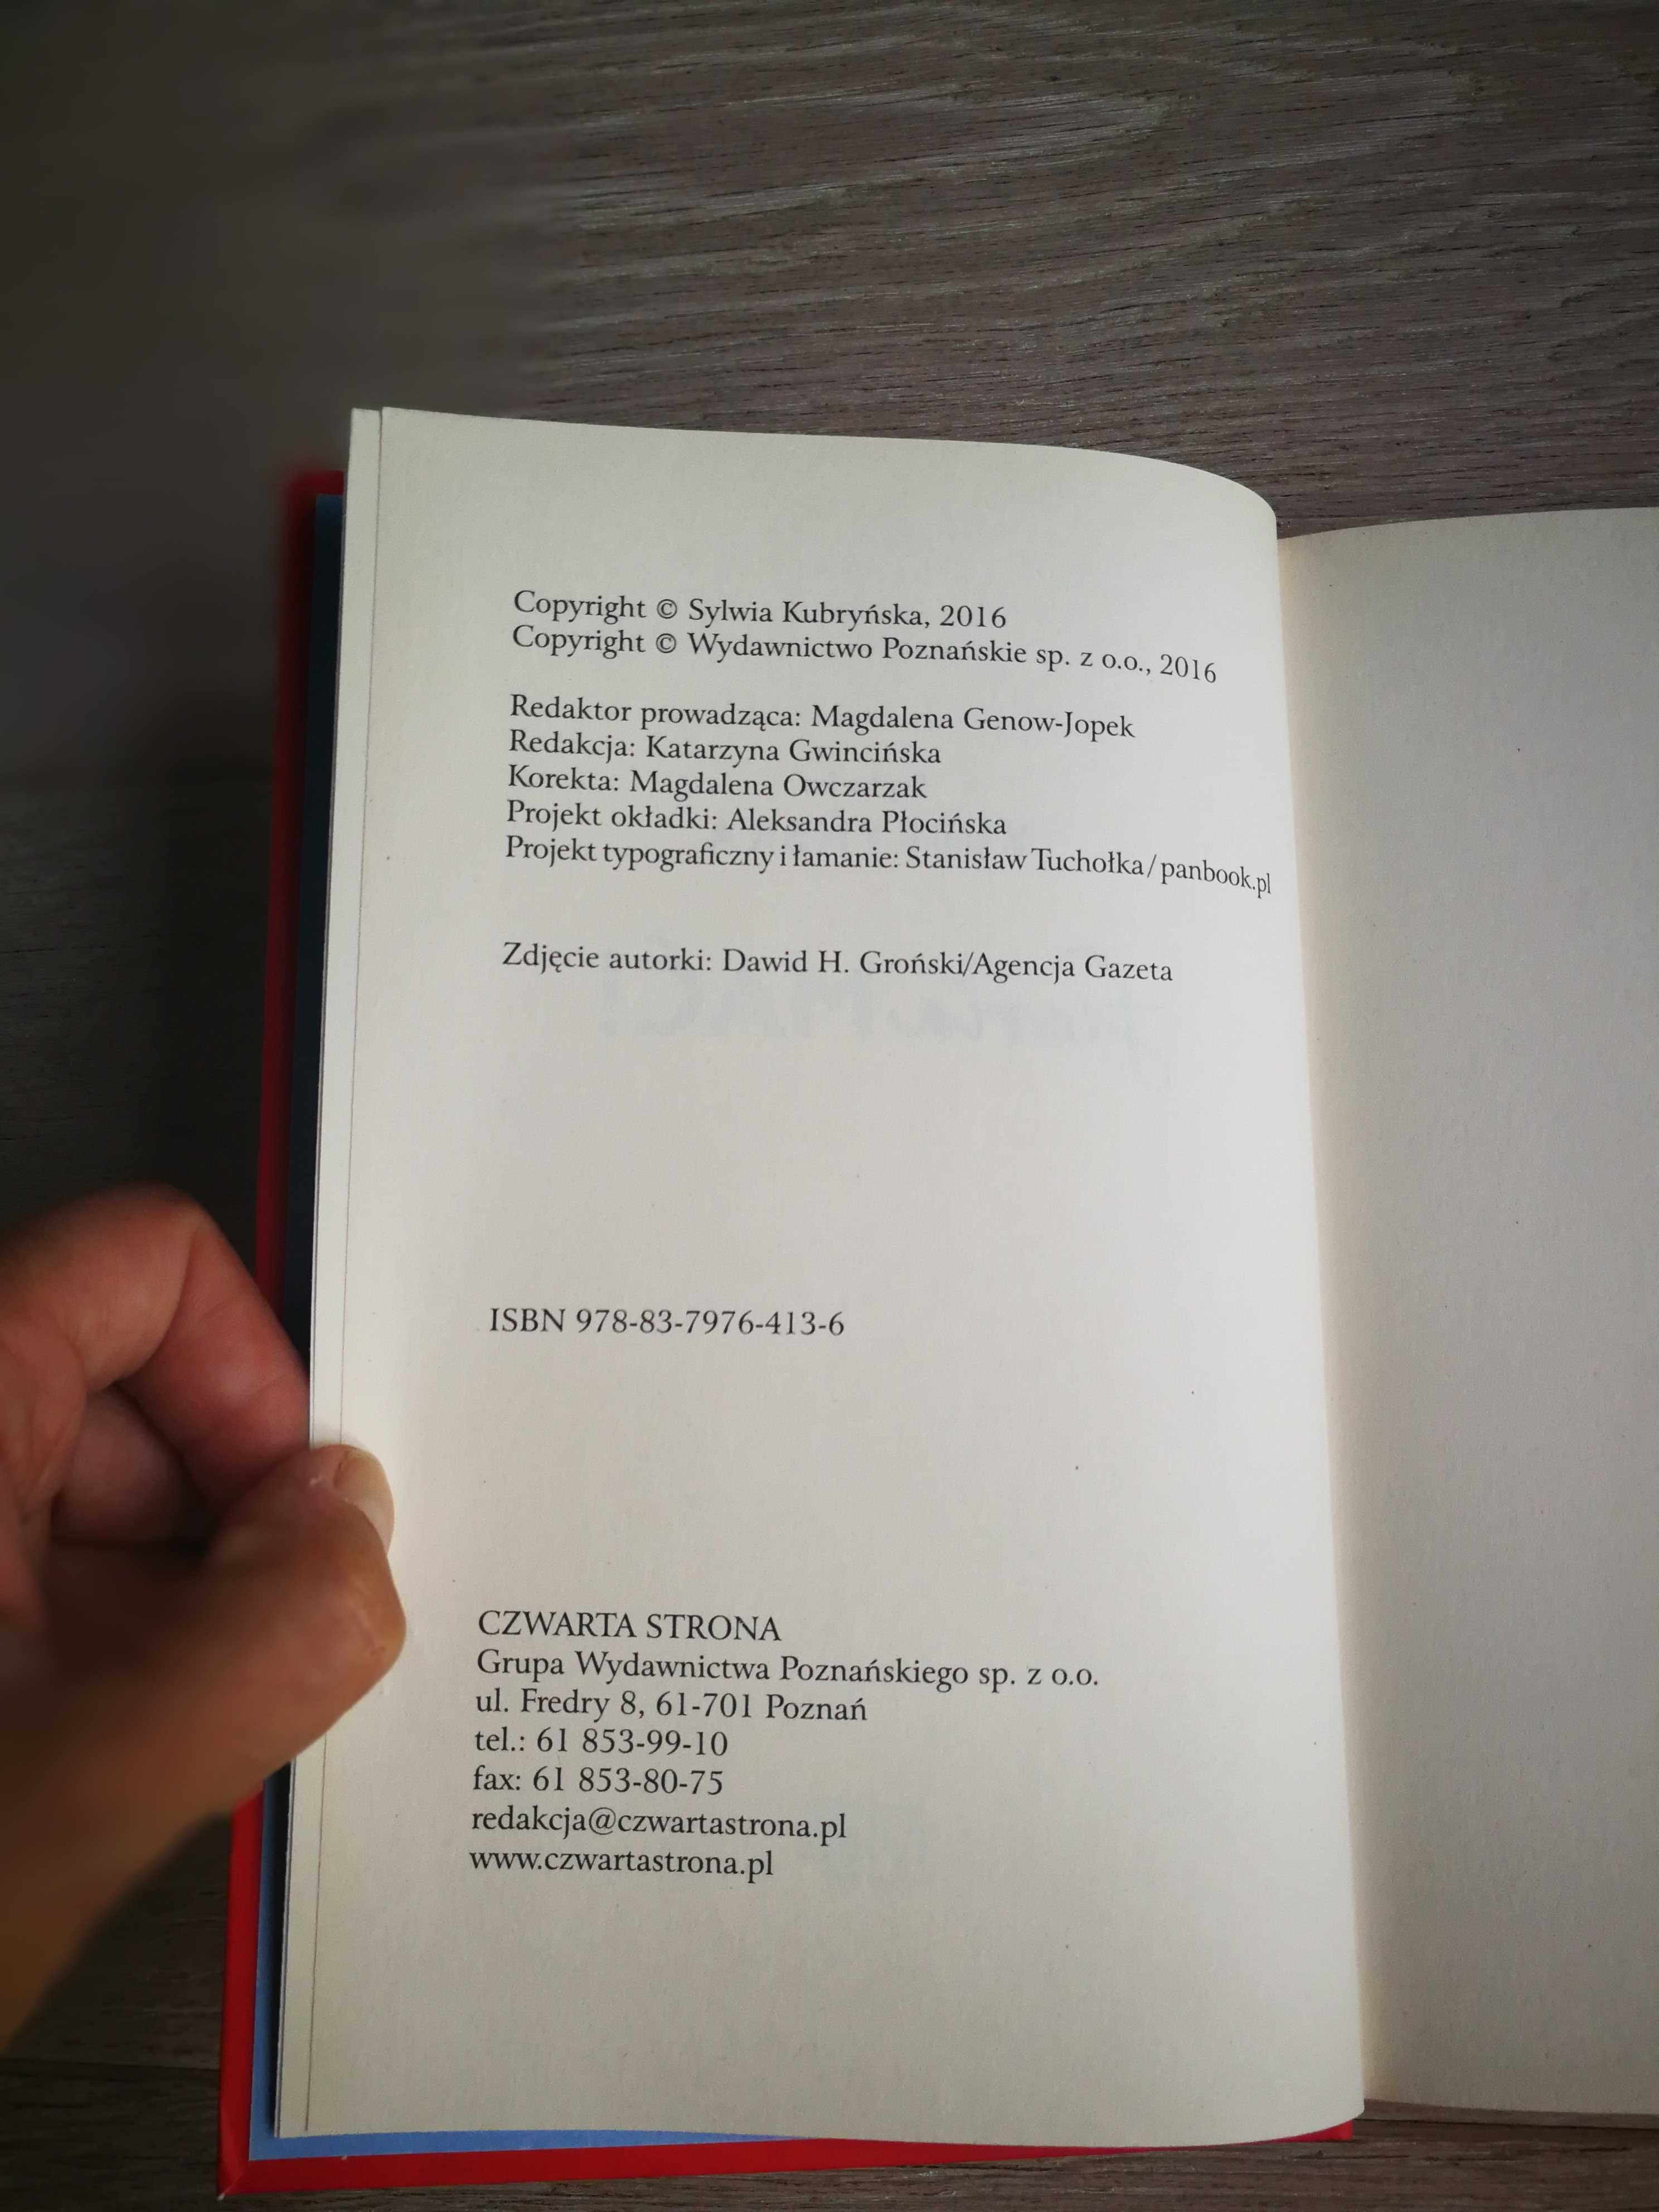 Copyright © Sylwia Kubryńska, 2016
Copyright © Wydawnictwo Poznańskie sp. z o.o., 2016
Redaktor prowadząca: Magdalena Genow-Jopek
Redakcja: Katarzyna Gwincińska
Korekta: Magdalena Owczarzak
Projekt okładki: Aleksandra Płocińska
Projekt typograficzny i łamanie: Stanisław Tuchołka/panbook.pl
Zdjęcie autorki: Dawid H. Groński/Agencja Gazeta
ISBN 978-83-7976-413-6
CZWARTA STRONA
Grupa Wydawnictwa Poznańskiego sp. z o.o.
ul. Fredry 8, 61-701 Poznań
tel.: 61 853-99-10
fax: 61 853-80-75
redakcja@czwartastrona.pl
www.czwartastrona.pl